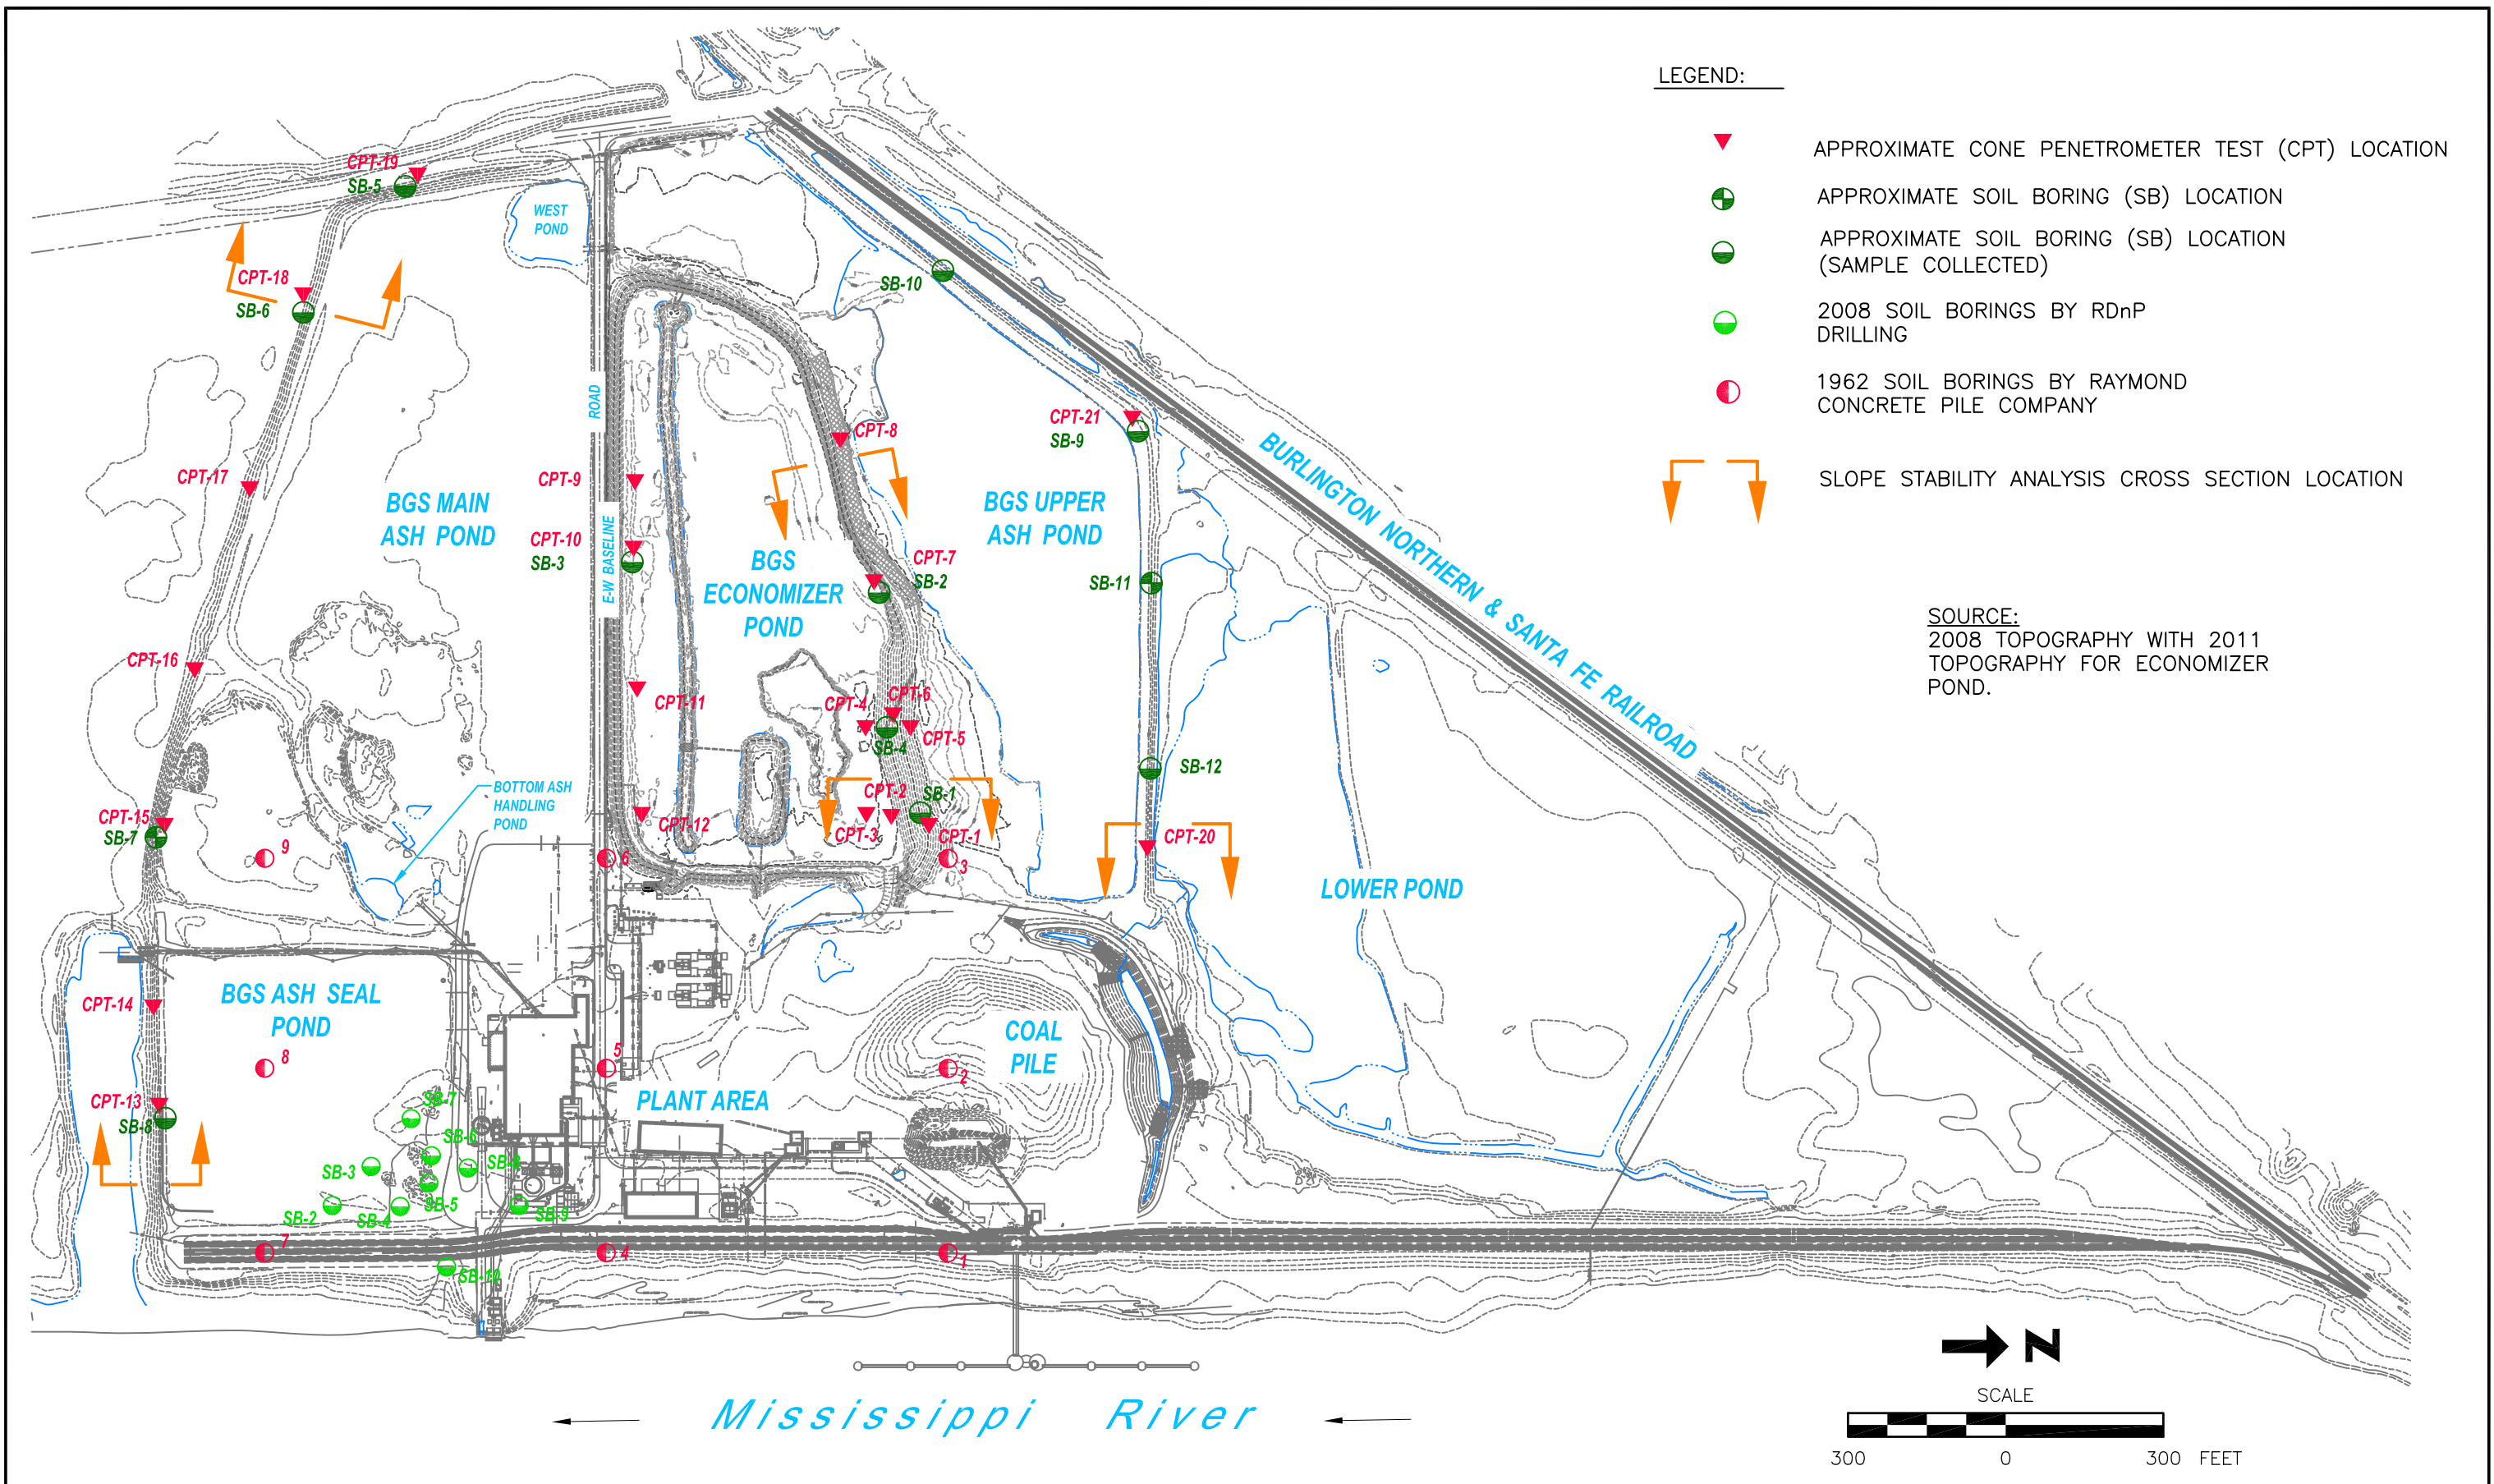 LEGEND:
APPROXIMATE CONE PENETROMETER TEST (CPT) LOCATION
APPROXIMATE SOIL BORING (SB) LOCATION
APPROXIMATE SOIL BORING (SB) LOCATION
(SAMPLE COLLECTED)
2008 SOIL BORINGS BY RDnP
DRILLING
1962 SOIL BORINGS BY RAYMOND
CONCRETE PILE COMPANY
SLOPE STABILITY ANALYSIS CROSS SECTION LOCATION
SOURCE:
2008 TOPOGRAPHY WITH 2011
TOPOGRAPHY FOR ECONOMIZER
POND.
CPT-19
SB-5
WEST
POND
CPT-18
SB-6
SB-10
ROAD
CPT-21
SB-9
CPT-8
BURLINGTON NORTHERN & SANTA FE RAILROAD
CPT-17
CPT-9
BGS MAIN
ASH POND
BGS UPPER
ASH POND
CPT-10
SB-3
E-W BASELINE
BGS
ECONOMIZER
POND
CPT-7
SB-2
SB-11
CPT-16
CPT-11
CPT-4
CPT-6
CPT-5
SB-4
SB-12
BOTTOM ASH
HANDLING
POND
CPT-15
SB-7
CPT-12
CPT-2
SB-1
CPT-3
CPT-1
CPT-20
9
6
3
LOWER POND
BGS ASH SEAL
POND
CPT-14
COAL
PILE
8
5
2
PLANT AREA
CPT-13
SB-8
SB-7
SB-6
SB-3
SB-8
SB-2
SB-4
SB-5
SB-9
7
4
1
SB-10
N
SCALE
300 0 300 FEET
Mississippi River